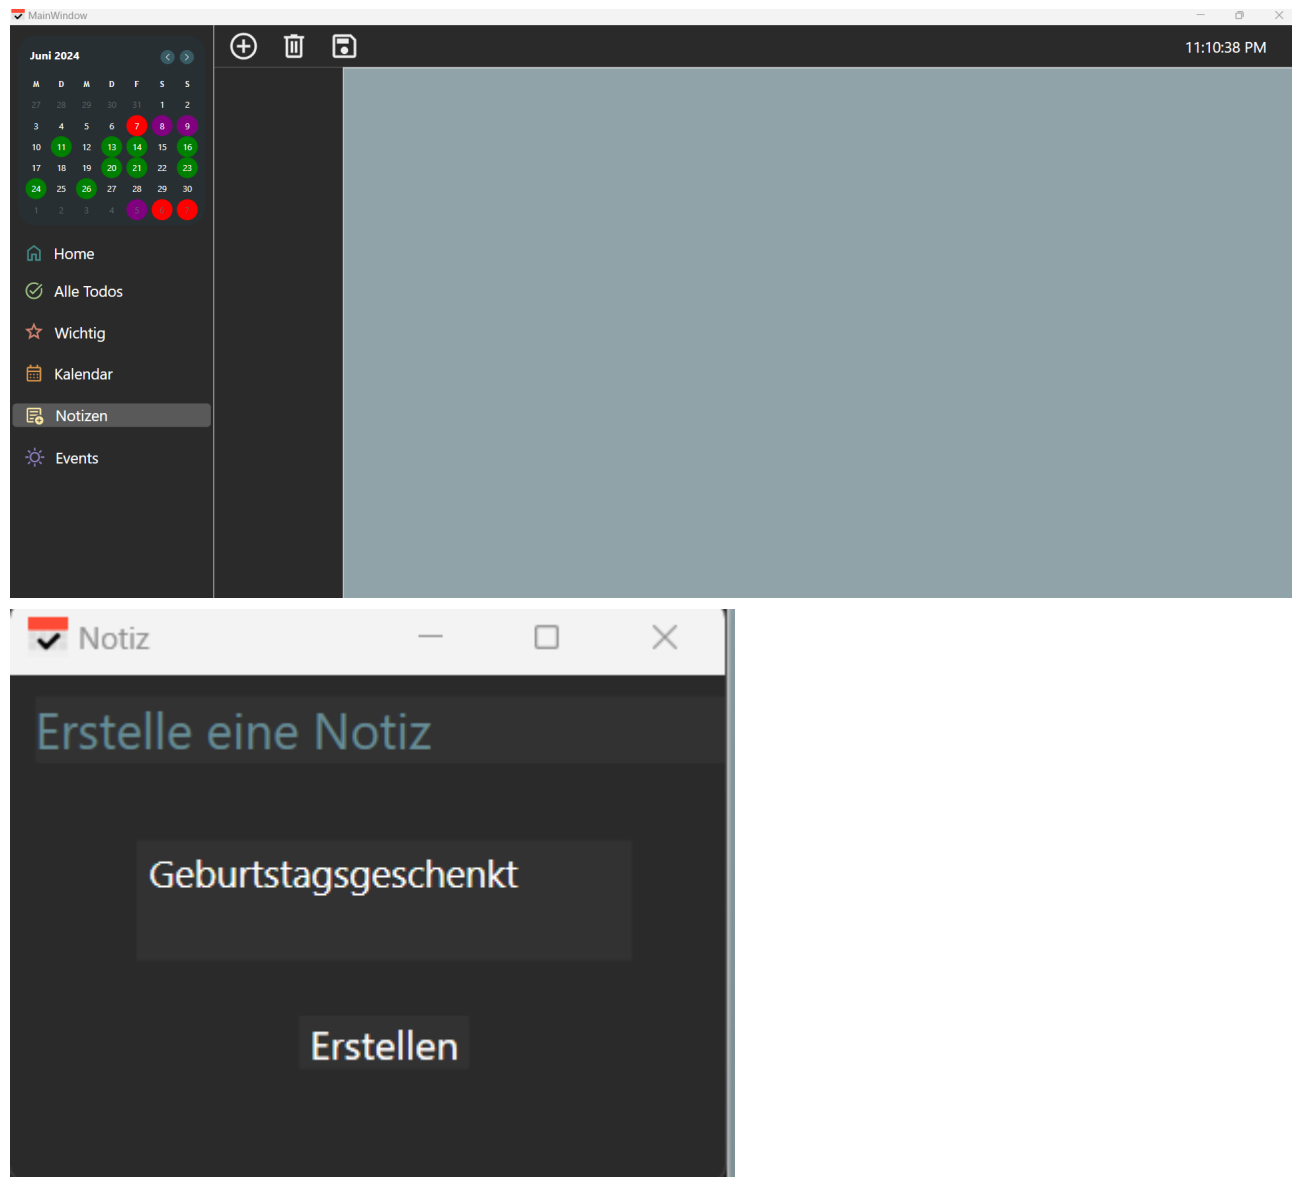 MainWindow
11:10:38 PM
Juni 2024
M D M D F S S
27 28 29 30 31 1 2
3 4 5 6 7 8 9
10 11 12 13 14 15 16
17 18 19 20 21 22 23
24 25 26 27 28 29 30
1 2 3 4 5 6 7
Home
Alle Todos
Wichtig
Kalendar
Notizen
Events
Notiz
Erstelle eine Notiz
Geburtstagsgeschenkt
Erstellen